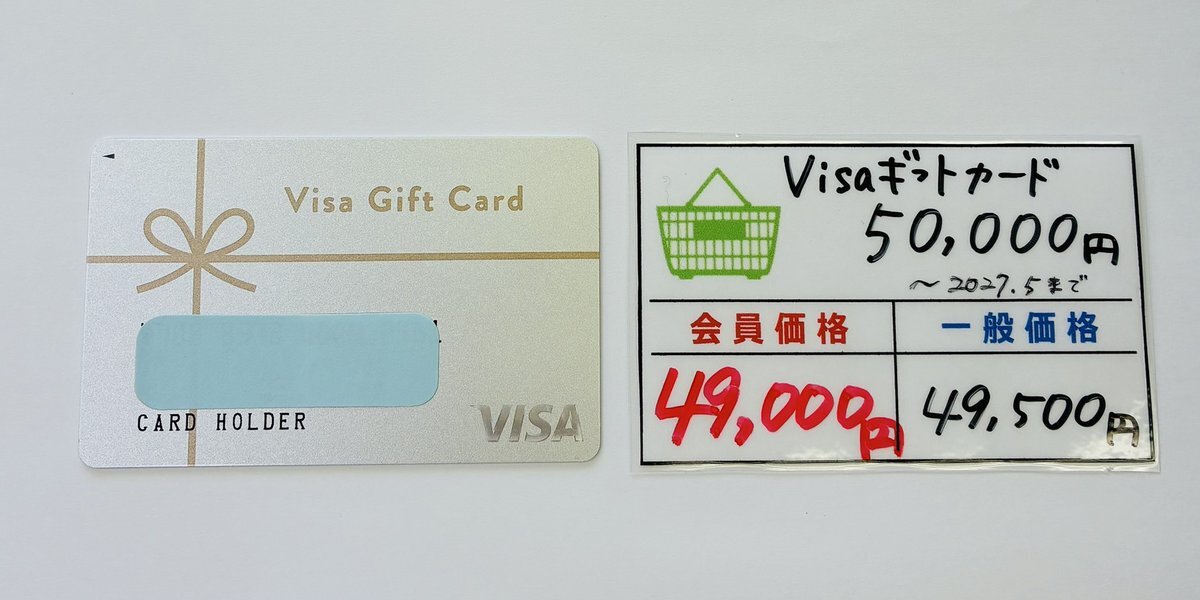 Visa Gift Card
CARD HOLDER
VISA
Visaギフトカード
50,000円
～2027.5まで
会員価格
一般価格
49,000円
49,500円